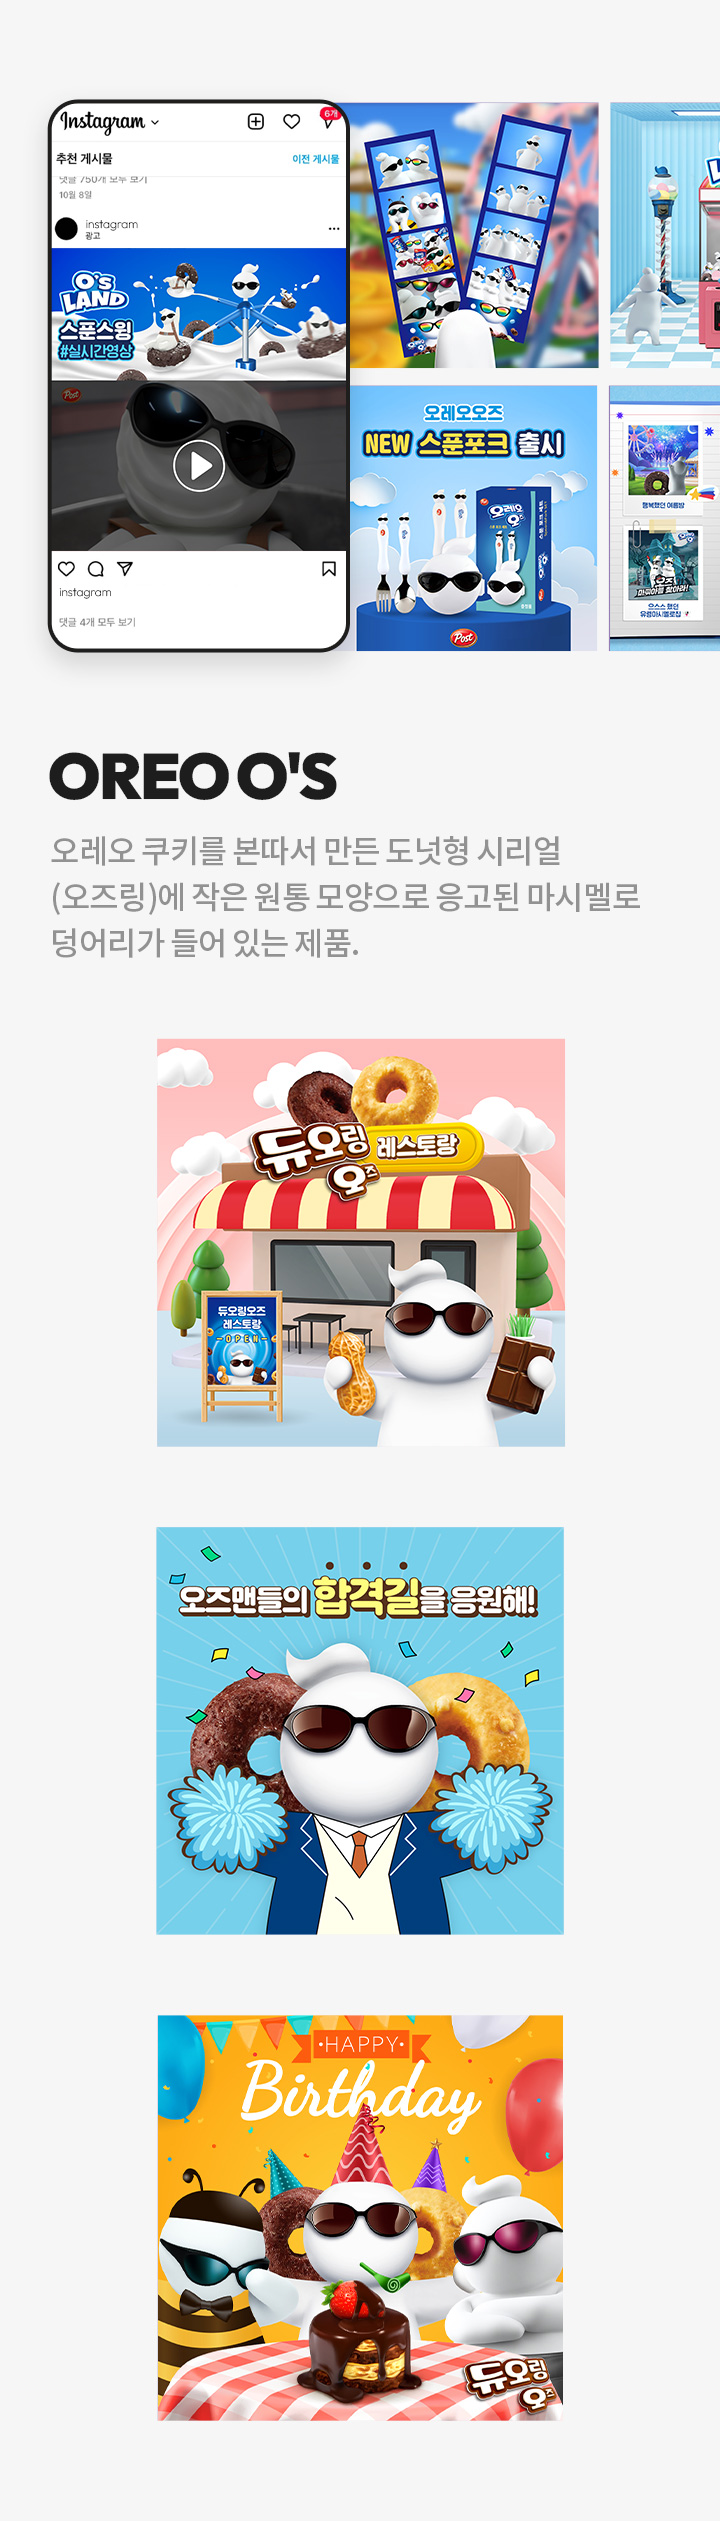 Instagram
6개
추천 게시물
이전 게시물
댓글 750개 모두 보기
10월 8일
instagram
광고
O's
LAND
스푼스윙
#실시간영상
Post
instagram
댓글 4개 모두 보기
오레오오즈
NEW 스푼포크 출시
오레오
오즈
Post
행복했던 여름밤
오즈
마쉬아를 찾아라!
으스스 했던
유령마시멜로집
OREO O'S
오레오 쿠키를 본따서 만든 도넛형 시리얼
(오즈링)에 작은 원통 모양으로 응고된 마시멜로
덩어리가 들어 있는 제품.
듀오링
오즈
레스토랑
듀오링오즈
레스토랑
OPEN
오즈맨들의 합격길을 응원해!
HAPPY
Birthday
듀오링
오즈